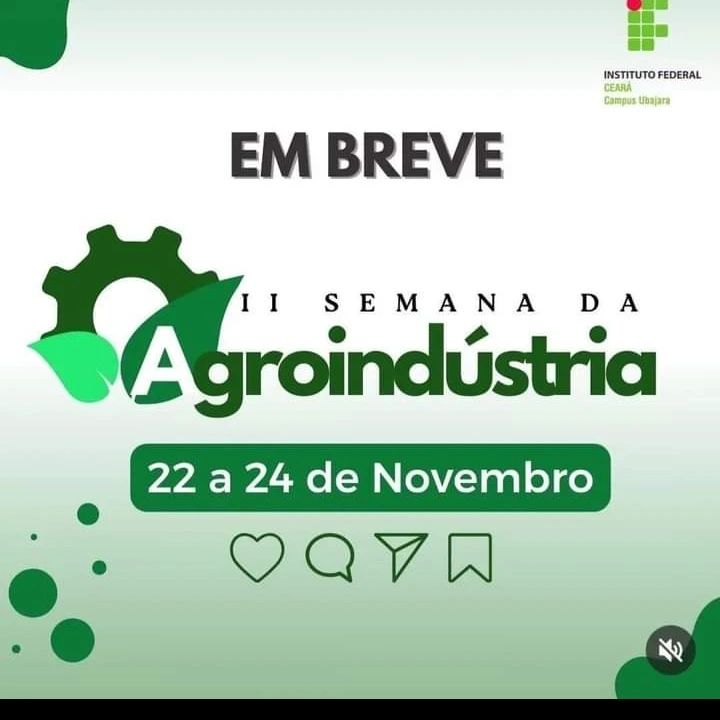 INSTITUTO FEDERAL
CEARÁ
Campus Ubajara
EM BREVE
II SEMANA DA
Agroindústria
22 a 24 de Novembro